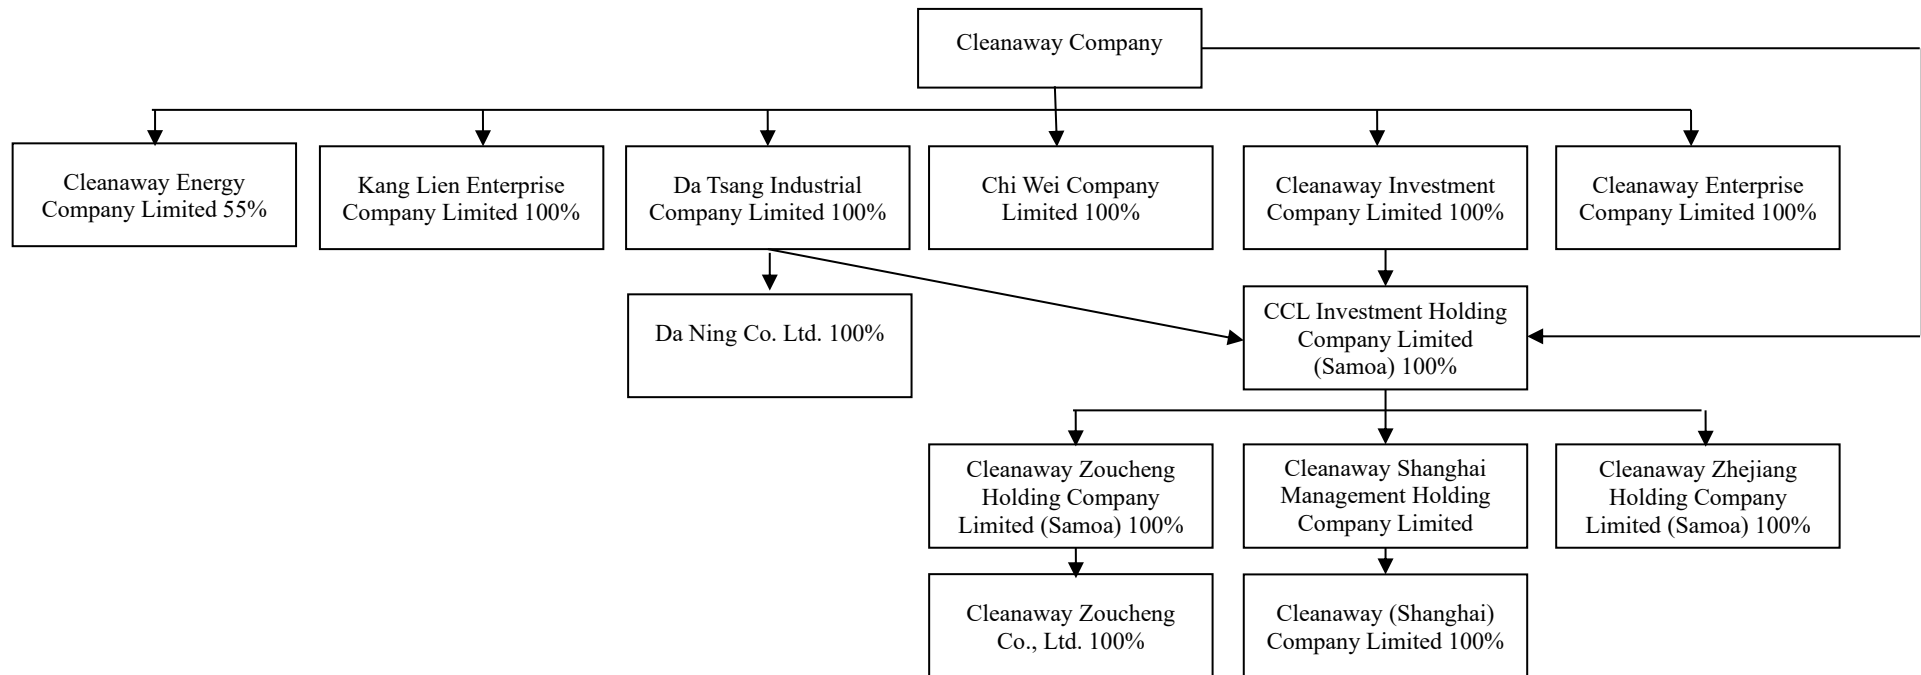 Cleanaway Company
Cleanaway Energy
Company Limited 55%
Kang Lien Enterprise
Company Limited 100%
Da Tsang Industrial
Company Limited 100%
Chi Wei Company
Limited 100%
Cleanaway Investment
Company Limited 100%
Cleanaway Enterprise
Company Limited 100%
Da Ning Co. Ltd. 100%
CCL Investment Holding
Company Limited
(Samoa) 100%
Cleanaway Zoucheng
Holding Company
Limited (Samoa) 100%
Cleanaway Shanghai
Management Holding
Company Limited
Cleanaway Zhejiang
Holding Company
Limited (Samoa) 100%
Cleanaway Zoucheng
Co., Ltd. 100%
Cleanaway (Shanghai)
Company Limited 100%